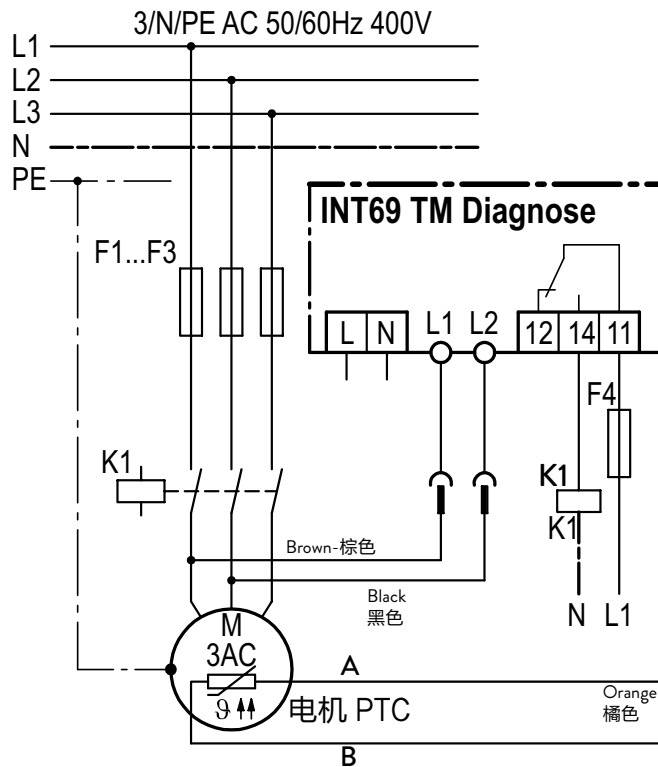 3/N/PE AC 50/60Hz 400V
L1
L2
L3
N
PE
INT69 TM Diagnose
F1...F3
L N L1 L2 12 14 11
F4
K1
K1
K1
Brown-棕色
Black
黑色
N L1
M
3AC
ϑ
电机 PTC
A
Orange
橘色
B